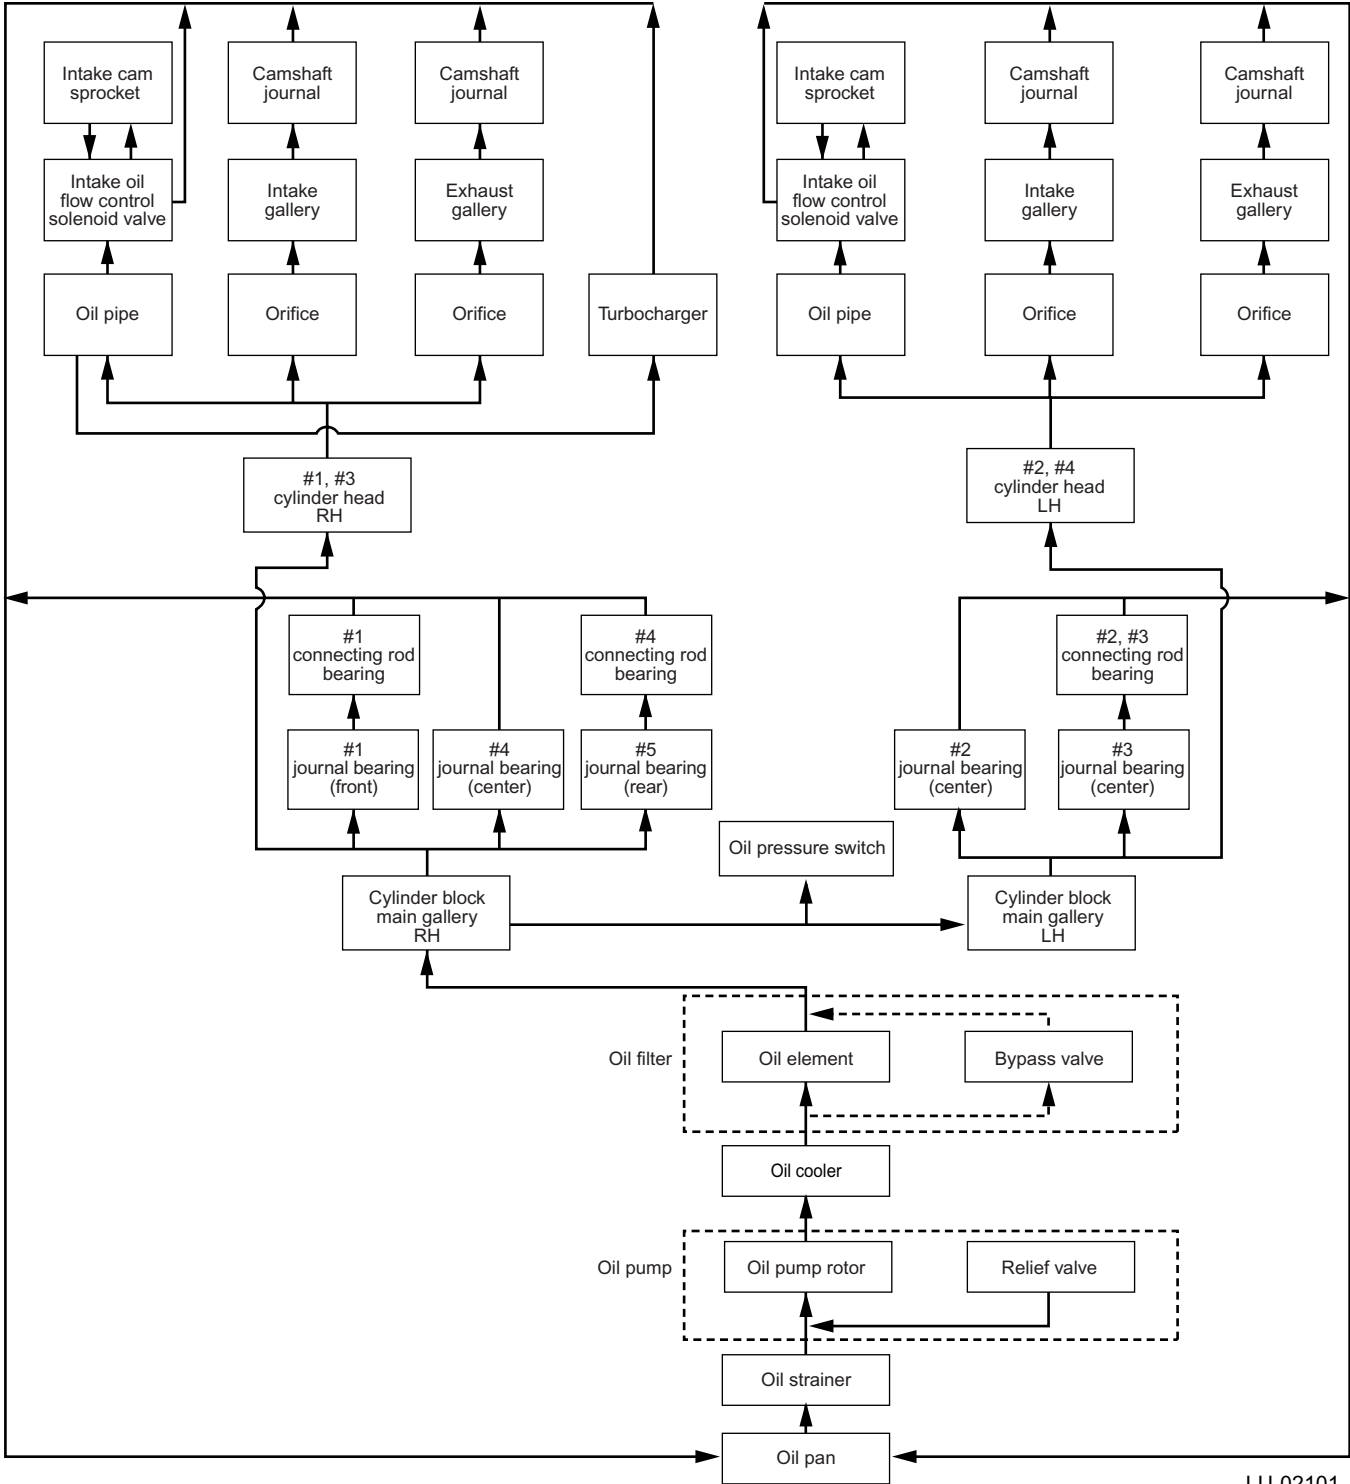 Intake cam
sprocket
Camshaft
journal
Camshaft
journal
Intake cam
sprocket
Camshaft
journal
Camshaft
journal
Intake oil
flow control
solenoid valve
Intake
gallery
Exhaust
gallery
Intake oil
flow control
solenoid valve
Intake
gallery
Exhaust
gallery
Oil pipe
Orifice
Orifice
Turbocharger
Oil pipe
Orifice
Orifice
#1, #3
cylinder head
RH
#2, #4
cylinder head
LH
#1
connecting rod
bearing
#4
connecting rod
bearing
#2, #3
connecting rod
bearing
#1
journal bearing
(front)
#4
journal bearing
(center)
#5
journal bearing
(rear)
#2
journal bearing
(center)
#3
journal bearing
(center)
Oil pressure switch
Cylinder block
main gallery
RH
Cylinder block
main gallery
LH
Oil filter
Oil element
Bypass valve
Oil cooler
Oil pump
Oil pump rotor
Relief valve
Oil strainer
Oil pan
LU-02101